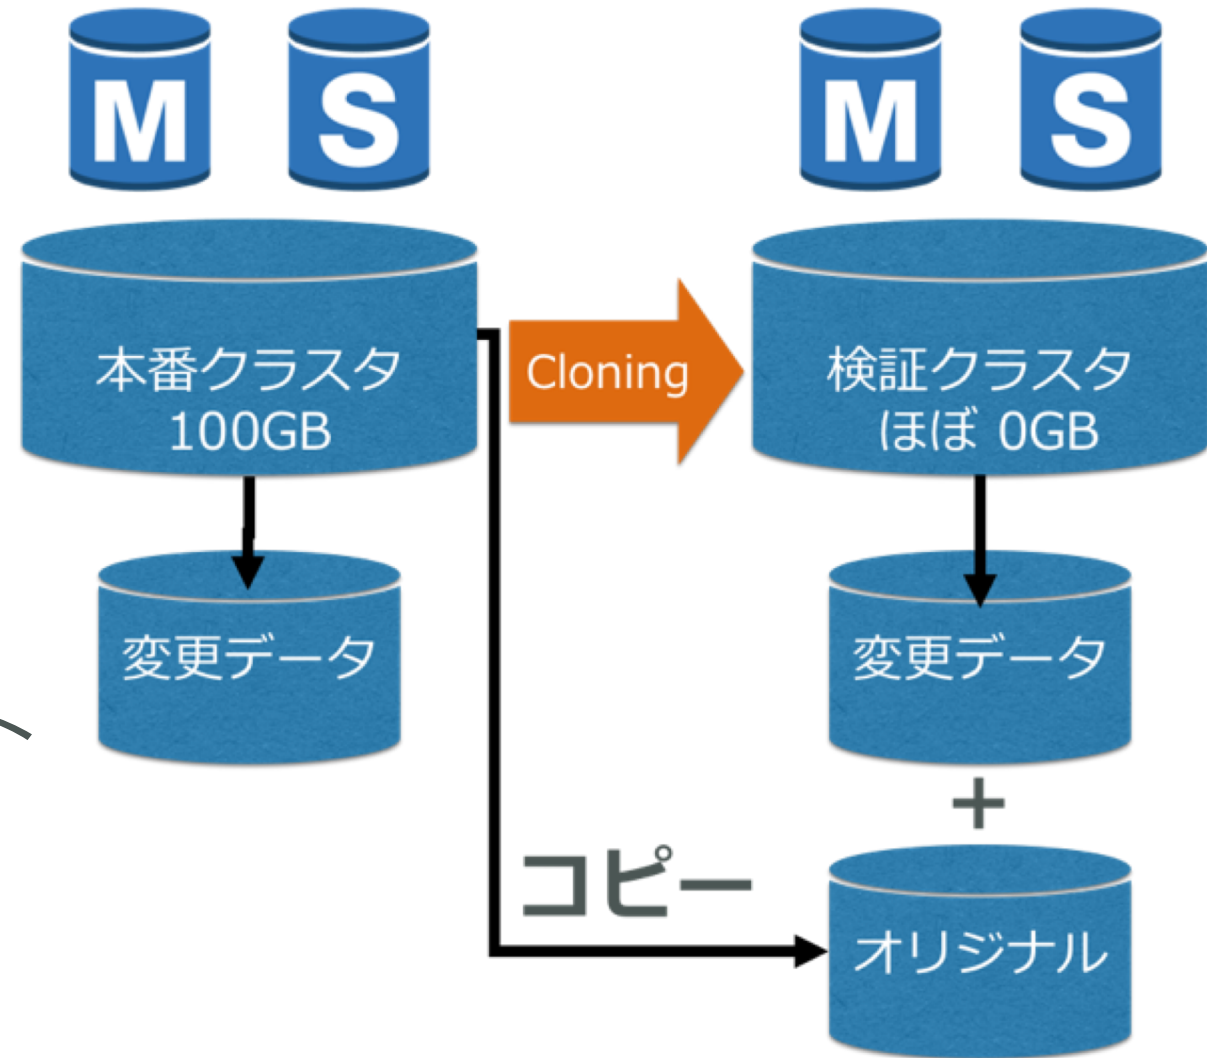 M
S
M
S
本番クラスタ
100GB
Cloning
検証クラスタ
ほぼ 0GB
変更データ
変更データ
+
コピー
オリジナル